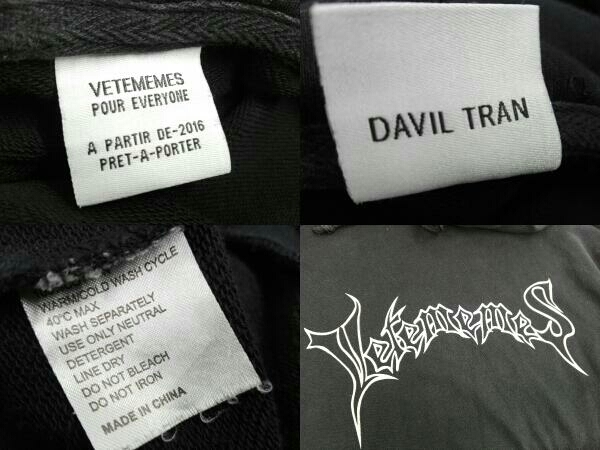 VETEMEMES
POUR EVERYONE
A PARTIR DE-2016
PRET-A-PORTER
DAVIL TRAN
WARM/COLD WASH CYCLE
40°C MAX
WASH SEPARATELY
USE ONLY NEUTRAL
DETERGENT
LINE DRY
DO NOT BLEACH
DO NOT IRON
MADE IN CHINA
VetememeS